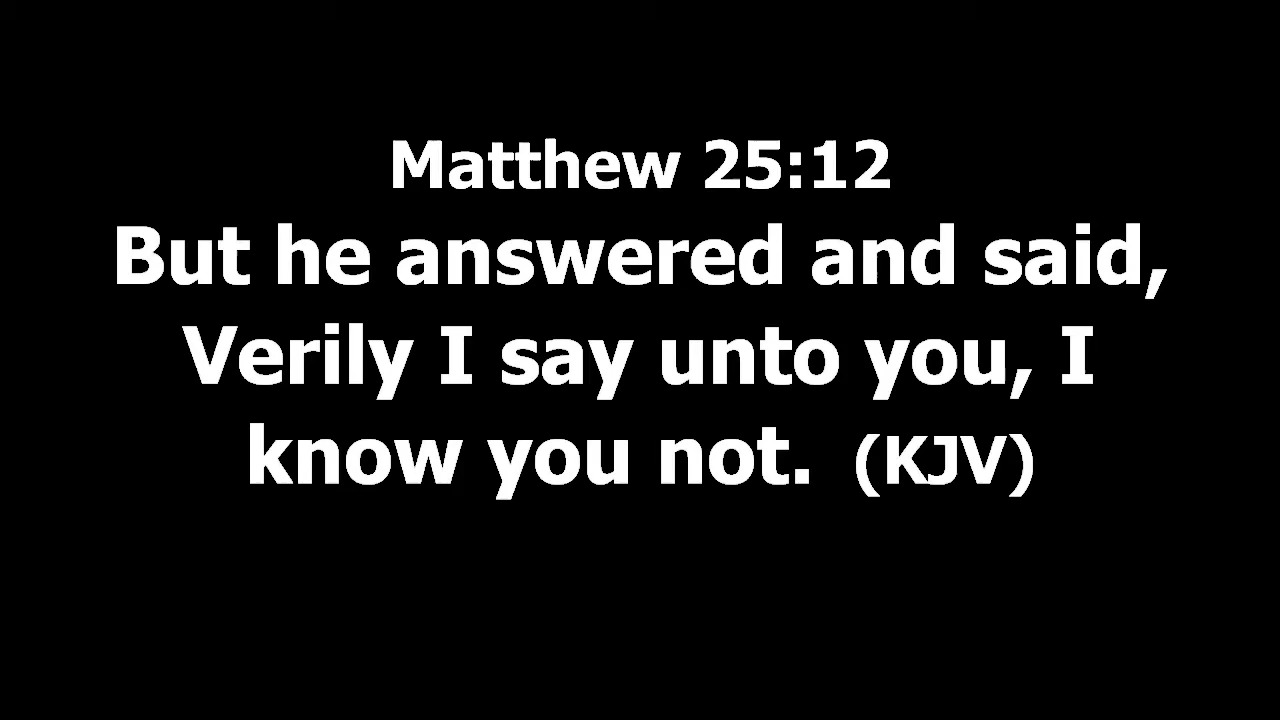 Matthew 25:12
But he answered and said,
Verily I say unto you, I
know you not. (KJV)